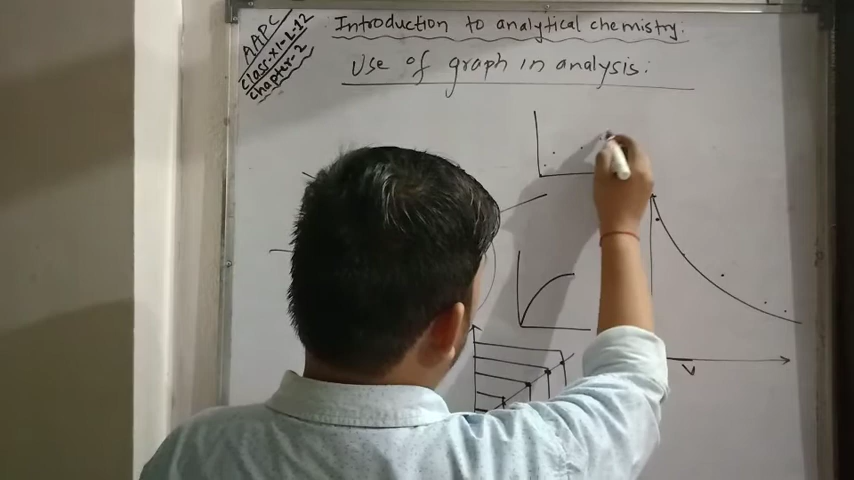 AAPC
Class-XI-L-12
Chapter-2
Introduction to analytical chemistry:
Use of graph in analysis:
V